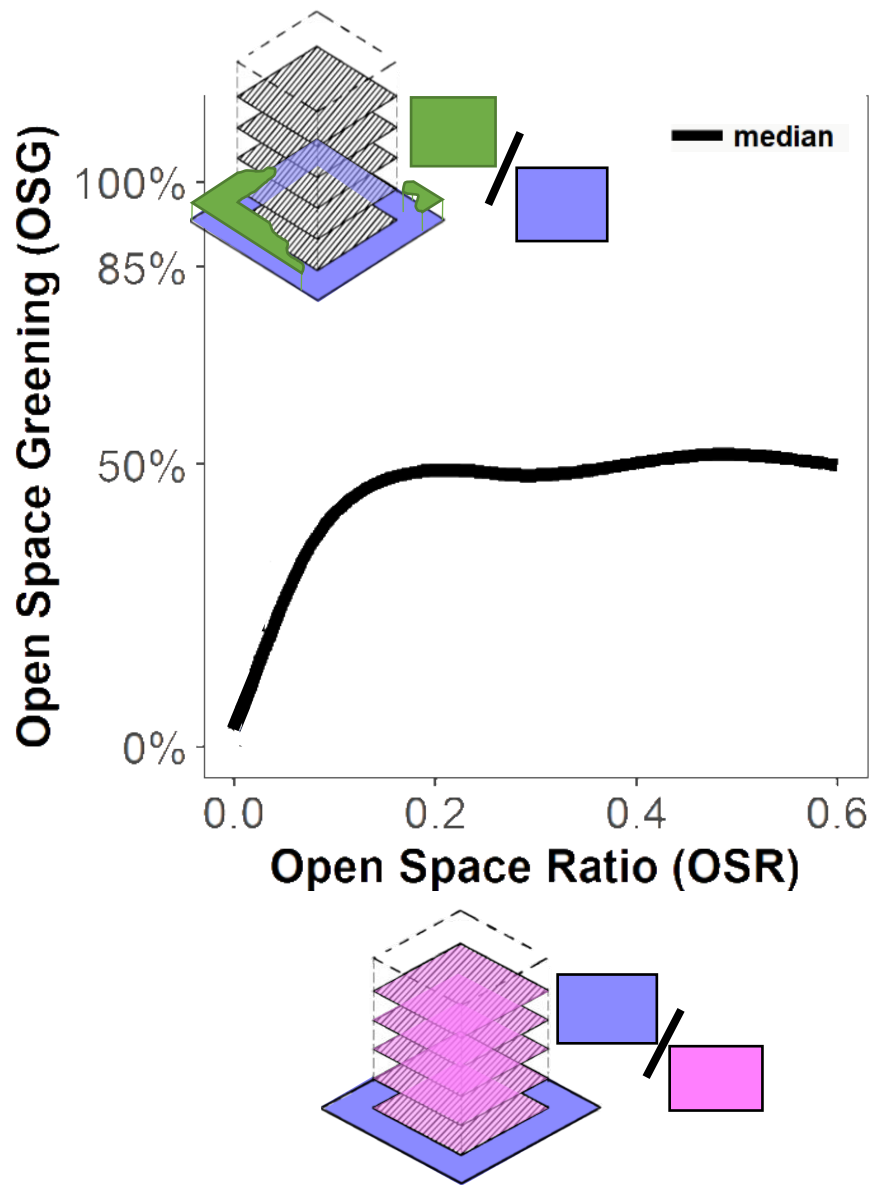 median
Open Space Greening (OSG)
100%
85%
50%
0%
0.0 0.2 0.4 0.6
Open Space Ratio (OSR)